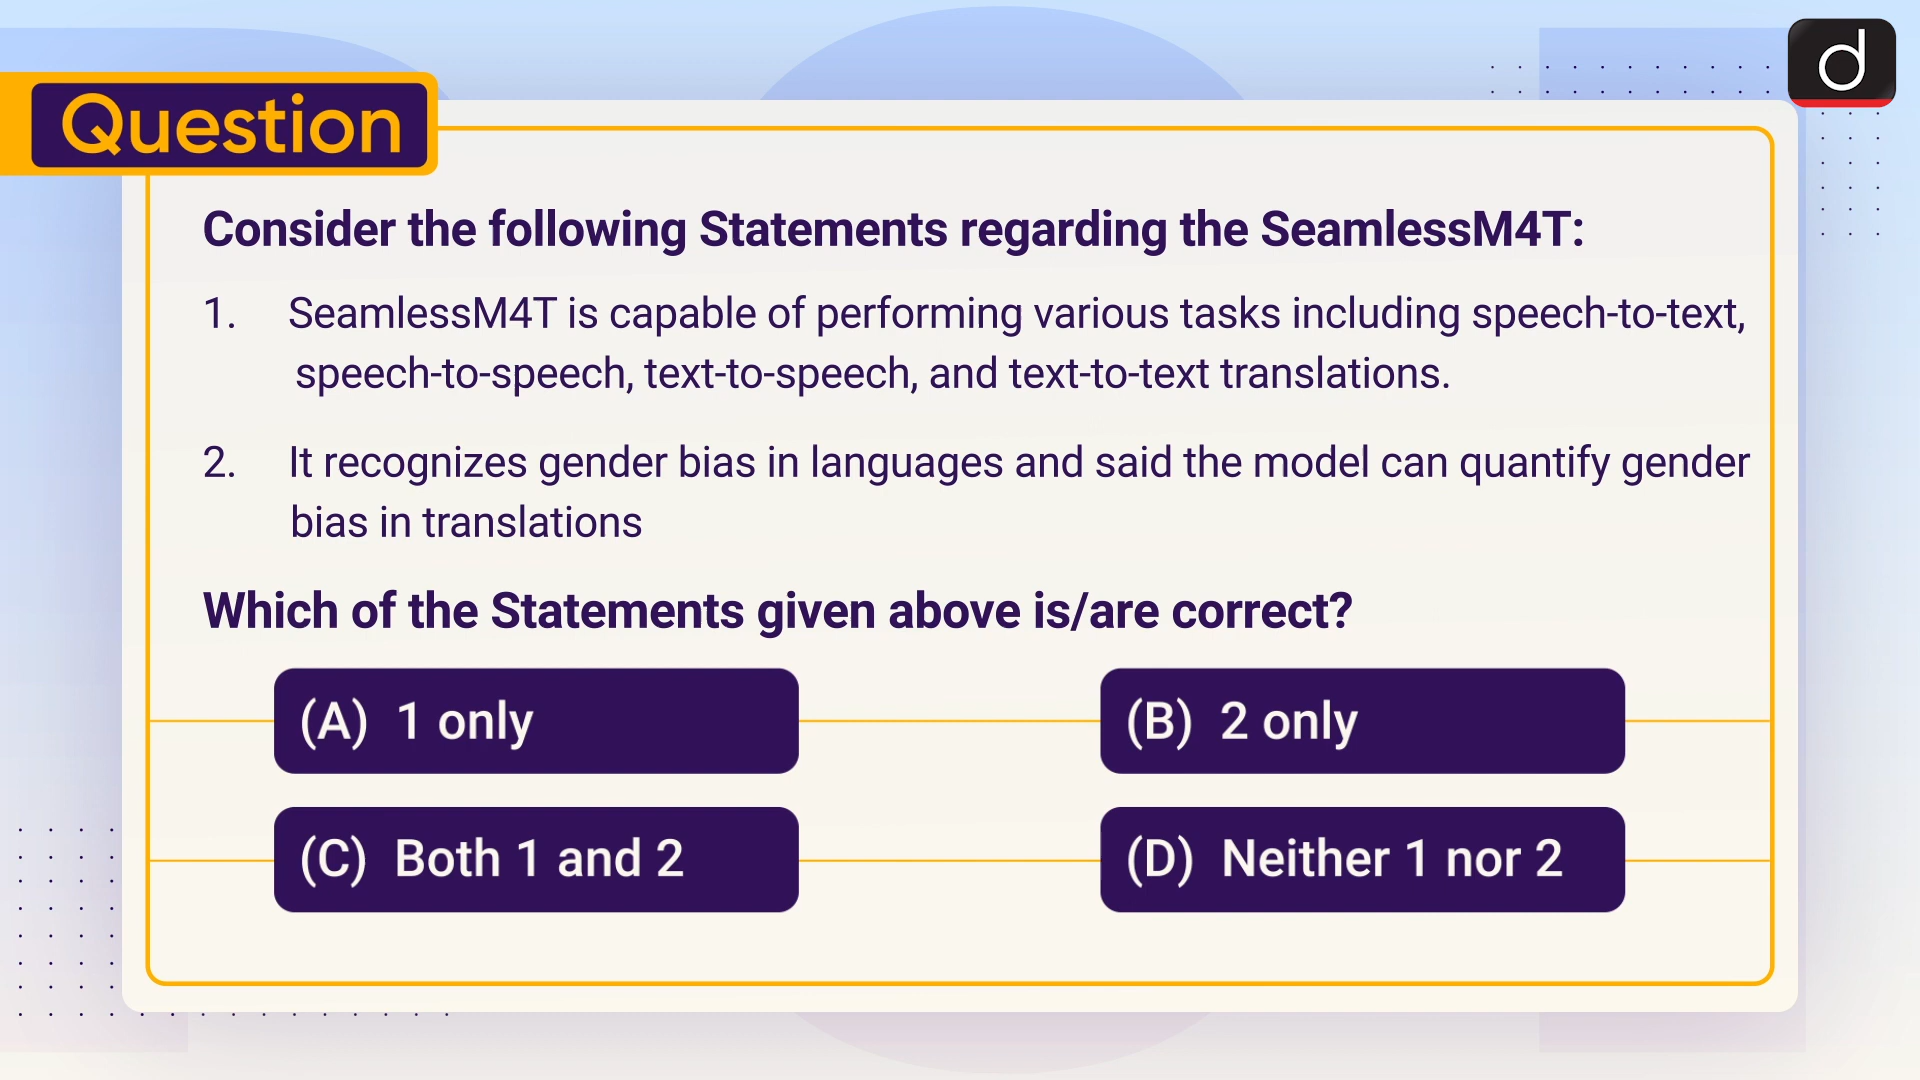 Question
Consider the following Statements regarding the SeamlessM4T:
1. SeamlessM4T is capable of performing various tasks including speech-to-text,
speech-to-speech, text-to-speech, and text-to-text translations.
2. It recognizes gender bias in languages and said the model can quantify gender
bias in translations
Which of the Statements given above is/are correct?
(A) 1 only
(B) 2 only
(C) Both 1 and 2
(D) Neither 1 nor 2
d